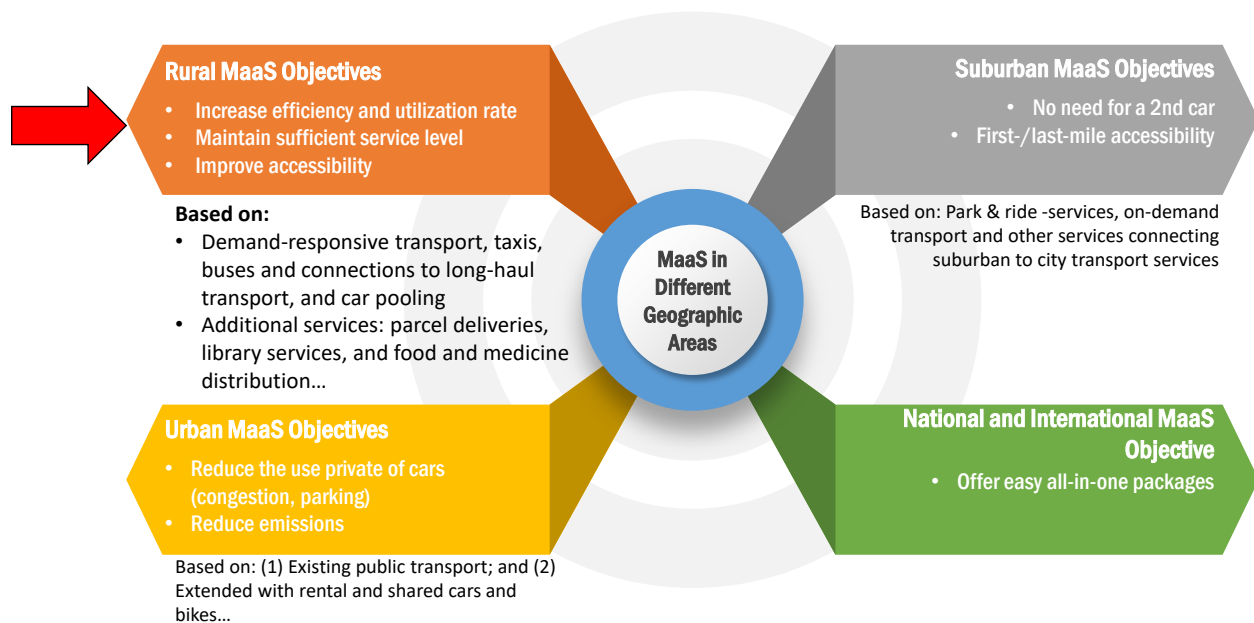 Rural MaaS Objectives
• Increase efficiency and utilization rate
• Maintain sufficient service level
• Improve accessibility
Based on:
• Demand-responsive transport, taxis,
buses and connections to long-haul
transport, and car pooling
• Additional services: parcel deliveries,
library services, and food and medicine
distribution…
Suburban MaaS Objectives
• No need for a 2nd car
• First-/last-mile accessibility
Based on: Park & ride -services, on-demand
transport and other services connecting
suburban to city transport services
MaaS in
Different
Geographic
Areas
Urban MaaS Objectives
• Reduce the use private of cars
(congestion, parking)
• Reduce emissions
Based on: (1) Existing public transport; and (2)
Extended with rental and shared cars and
bikes…
National and International MaaS
Objective
• Offer easy all-in-one packages